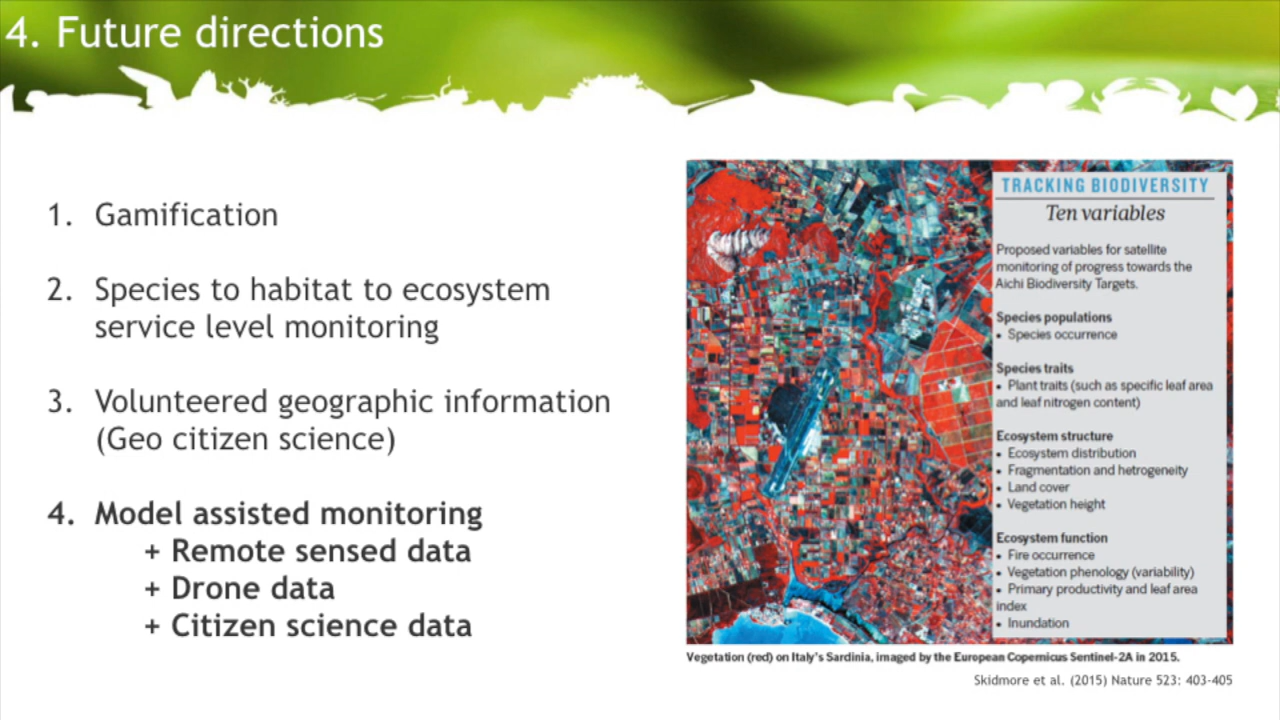 4. Future directions
1. Gamification
2. Species to habitat to ecosystem
service level monitoring
3. Volunteered geographic information
(Geo citizen science)
4. Model assisted monitoring
+ Remote sensed data
+ Drone data
+ Citizen science data
TRACKING BIODIVERSITY
Ten variables
Proposed variables for satellite
monitoring of progress towards the
Aichi Biodiversity Targets.
Species populations
• Species occurrence
Species traits
• Plant traits (such as specific leaf area
and leaf nitrogen content)
Ecosystem structure
• Ecosystem distribution
• Fragmentation and hetrogeneity
• Land cover
• Vegetation height
Ecosystem function
• Fire occurrence
• Vegetation phenology (variability)
• Primary productivity and leaf area
index
• Inundation
Vegetation (red) on Italy's Sardinia, imaged by the European Copernicus Sentinel-2A in 2015.
Skidmore et al. (2015) Nature 523: 403-405